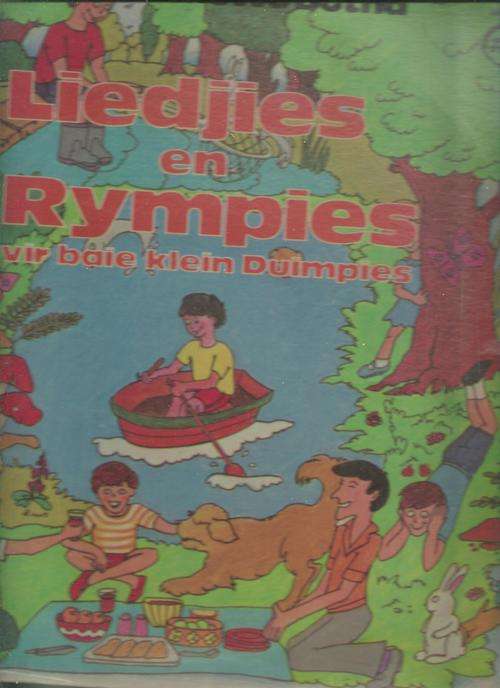 Liedjies
en
Rympies
vir baie klein Duimpies